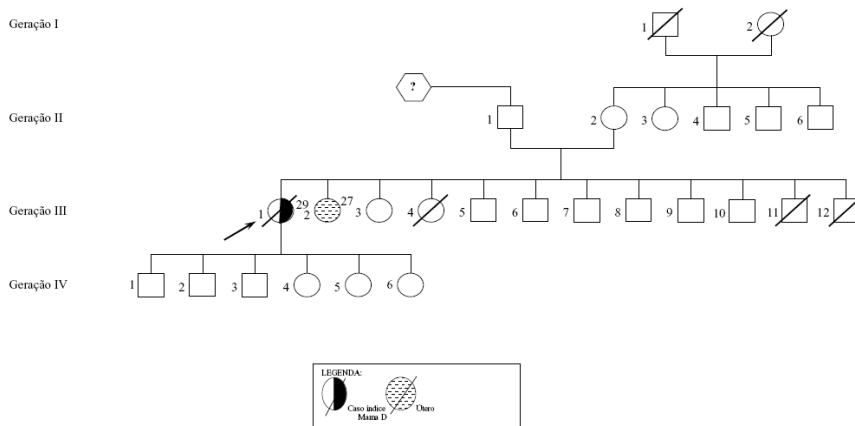 Geração I
1 2
?
Geração II
1 2 3 4 5 6
Geração III
1 29 2 27 3 4 5 6 7 8 9 10 11 12
Geração IV
1 2 3 4 5 6
LEGENDA:
Caso índice
Mama D
Útero